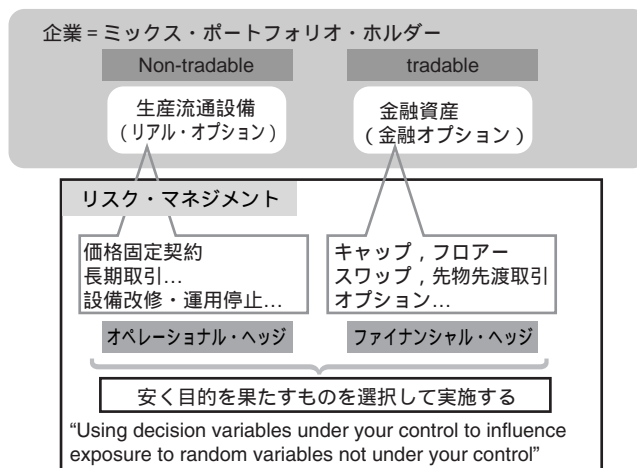 企業＝ミックス・ポートフォリオ・ホルダー
Non-tradable
tradable
生産流通設備
（リアル・オプション）
金融資産
（金融オプション）
リスク・マネジメント
価格固定契約
長期取引…
設備改修・運用停止…
キャップ，フロアー
スワップ，先物先渡取引
オプション…
オペレーショナル・ヘッジ
ファイナンシャル・ヘッジ
安く目的を果たすものを選択して実施する
“Using decision variables under your control to influence
exposure to random variables not under your control”